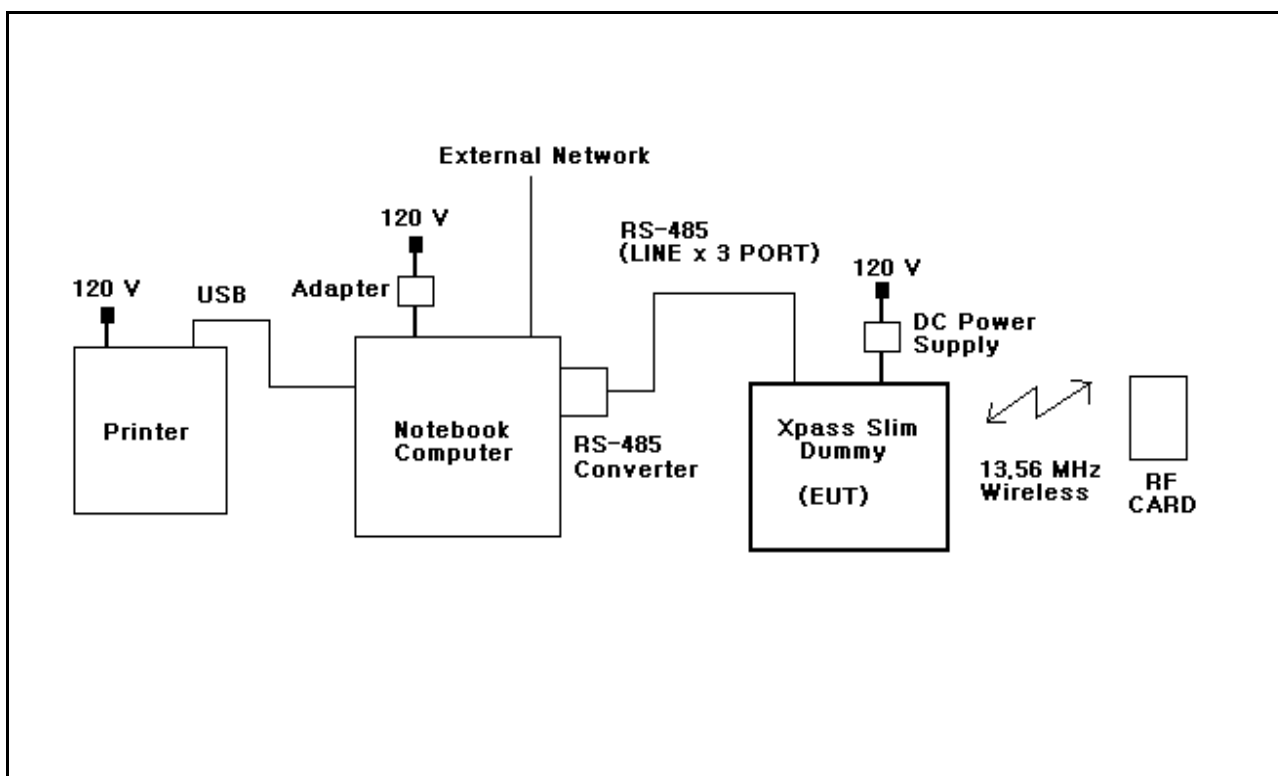 External Network
120 V
RS-485
(LINE x 3 PORT)
120 V
120 V
USB
Adapter
DC Power
Supply
Printer
Notebook
Computer
RS-485
Converter
Xpass Slim
Dummy
(EUT)
13,56 MHz
Wireless
RF
CARD